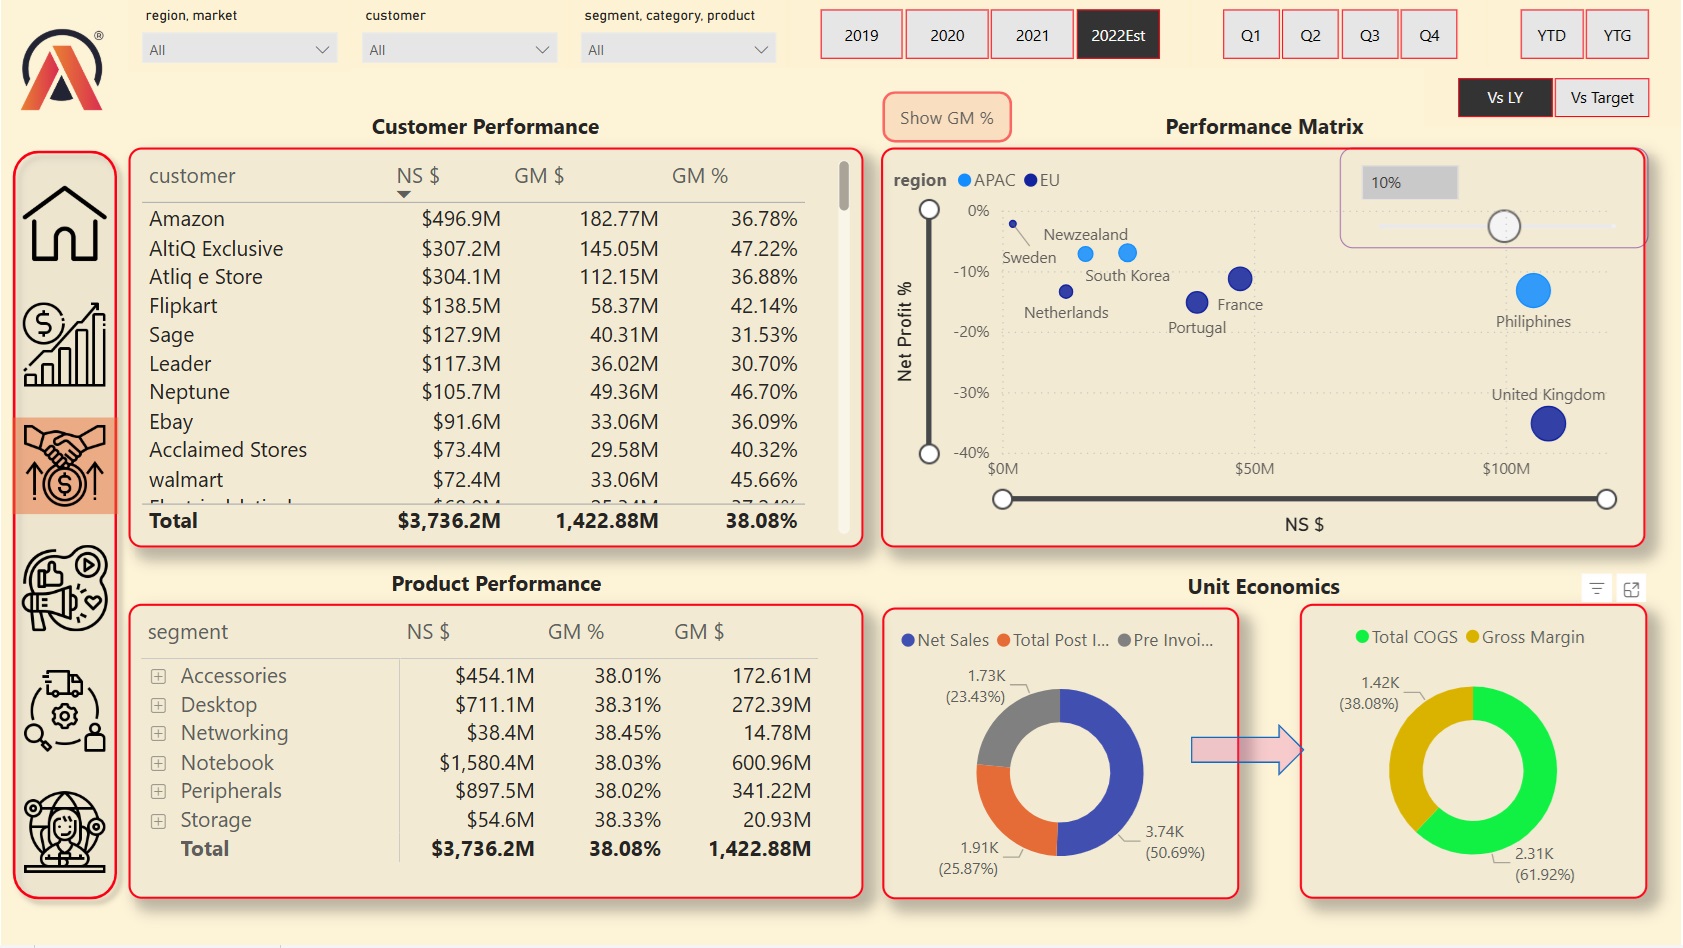 region, market
customer
segment, category, product
All
All
All
2019
2020
2021
2022Est
Q1
Q2
Q3
Q4
YTD
YTG
Vs LY
Vs Target
®
Show GM %
Customer Performance
customer NS $ GM $ GM %
Amazon $496.9M 182.77M 36.78%
AltiQ Exclusive $307.2M 145.05M 47.22%
Atliq e Store $304.1M 112.15M 36.88%
Flipkart $138.5M 58.37M 42.14%
Sage $127.9M 40.31M 31.53%
Leader $117.3M 36.02M 30.70%
Neptune $105.7M 49.36M 46.70%
Ebay $91.6M 33.06M 36.09%
Acclaimed Stores $73.4M 29.58M 40.32%
walmart $72.4M 33.06M 45.66%
Total $3,736.2M 1,422.88M 38.08%
Performance Matrix
region APAC EU
10%
0%
-10%
-20%
-30%
-40%
Net Profit %
Newzealand
Sweden
South Korea
Netherlands
France
Portugal
Philiphines
United Kingdom
$0M
$50M
$100M
NS $
Product Performance
segment NS $ GM % GM $
Accessories $454.1M 38.01% 172.61M
Desktop $711.1M 38.31% 272.39M
Networking $38.4M 38.45% 14.78M
Notebook $1,580.4M 38.03% 600.96M
Peripherals $897.5M 38.02% 341.22M
Storage $54.6M 38.33% 20.93M
Total $3,736.2M 38.08% 1,422.88M
Unit Economics
Net Sales Total Post I... Pre Invoi...
1.73K
(23.43%)
1.91K
(25.87%)
3.74K
(50.69%)
Total COGS Gross Margin
1.42K
(38.08%)
2.31K
(61.92%)